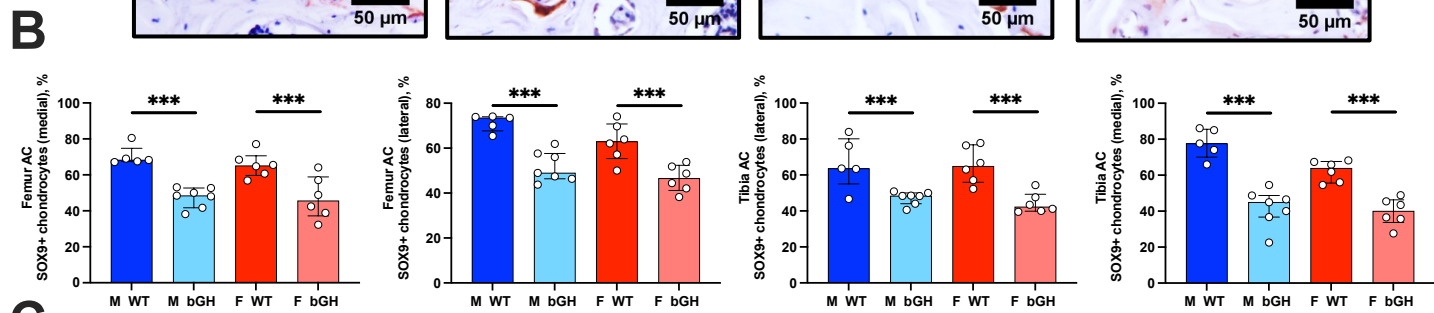 50 µm
50 µm
50 µm
50 µm
B
Femur AC
SOX9+ chondrocytes (medial), %
100
80
60
40
20
0
***
***
M WT
M bGH
F WT
F bGH
Femur AC
SOX9+ chondrocytes (lateral), %
80
60
40
20
0
***
***
M WT
M bGH
F WT
F bGH
Tibia AC
SOX9+ chondrocytes (lateral), %
100
80
60
40
20
0
***
***
M WT
M bGH
F WT
F bGH
Tibia AC
SOX9+ chondrocytes (medial), %
100
80
60
40
20
0
***
***
M WT
M bGH
F WT
F bGH